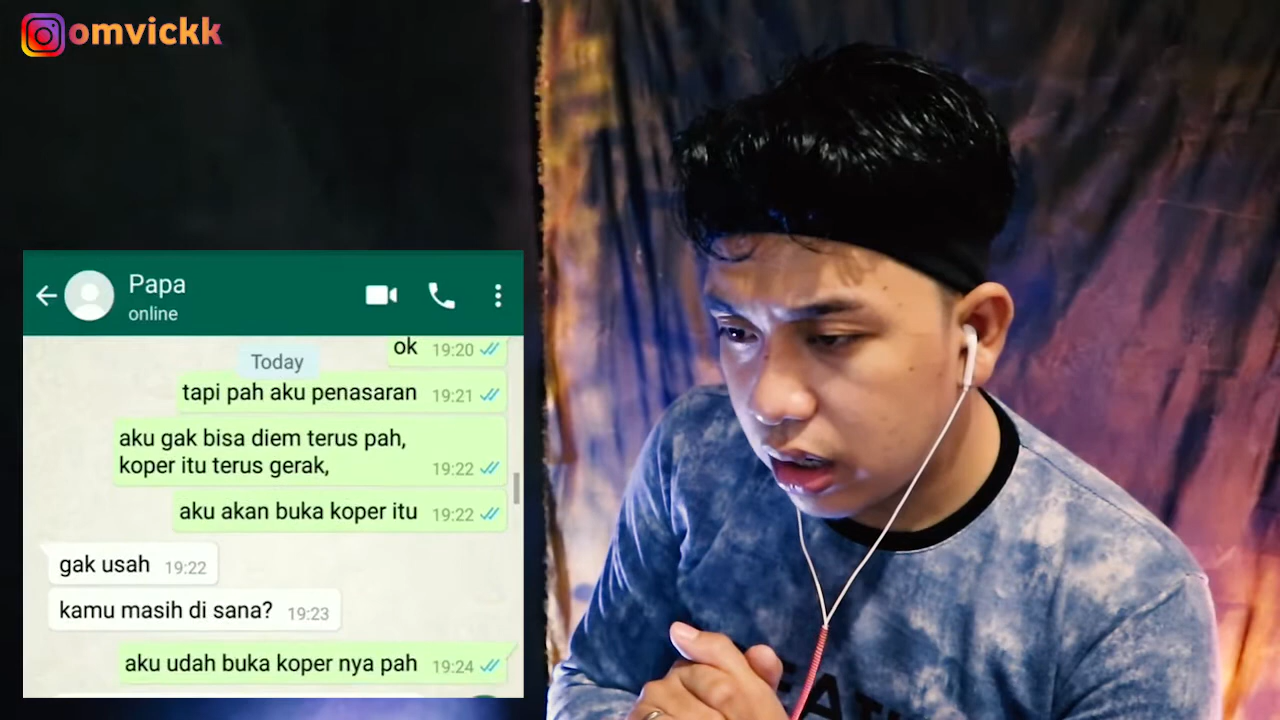 omvickk
Papa
online
ok 19:20
Today
tapi pah aku penasaran 19:21
aku gak bisa diem terus pah,
koper itu terus gerak, 19:22
aku akan buka koper itu 19:22
gak usah 19:22
kamu masih di sana? 19:23
aku udah buka koper nya pah 19:24